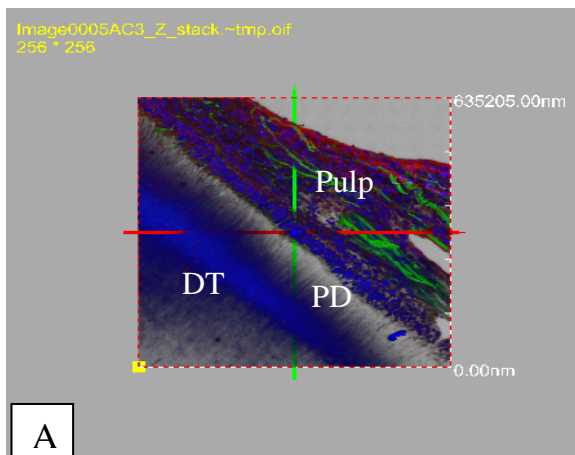 Image0005AC3_Z_stack.~tmp.oif
256 * 256
635205.00nm
Pulp
DT
PD
0.00nm
A